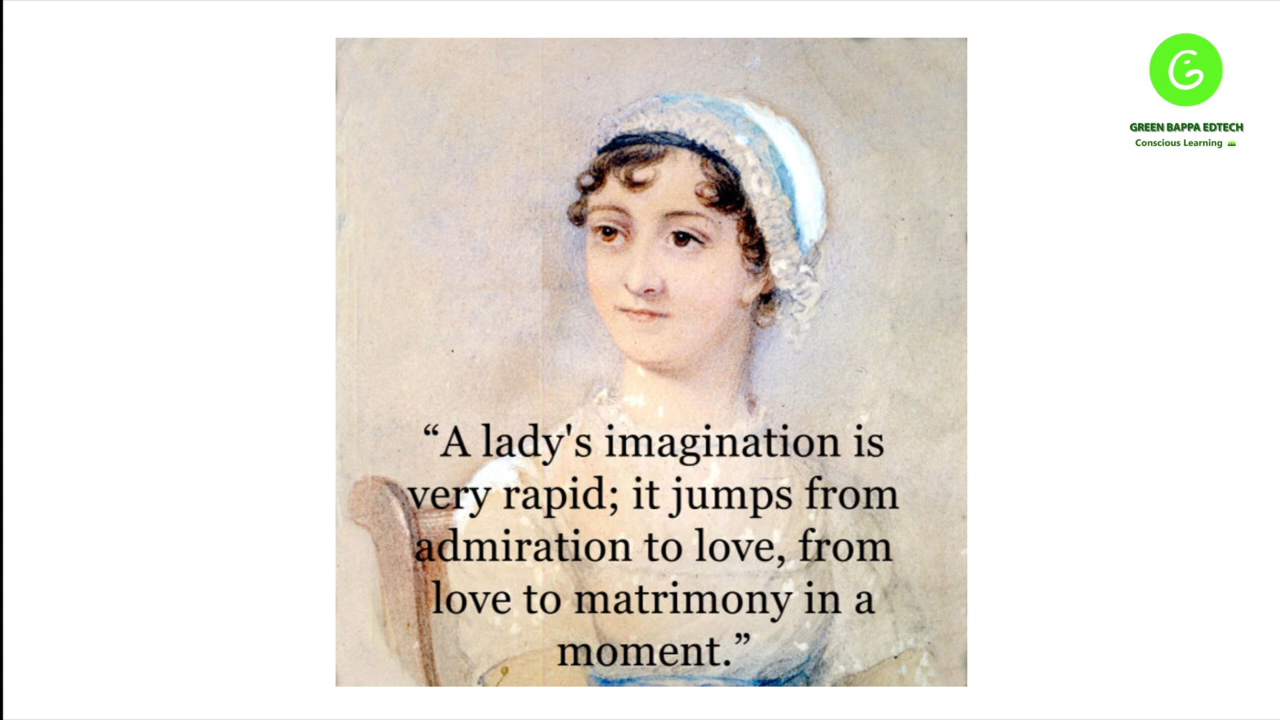 GREEN BAPPA EDTECH
Conscious Learning
“A lady's imagination is
very rapid; it jumps from
admiration to love, from
love to matrimony in a
moment.”